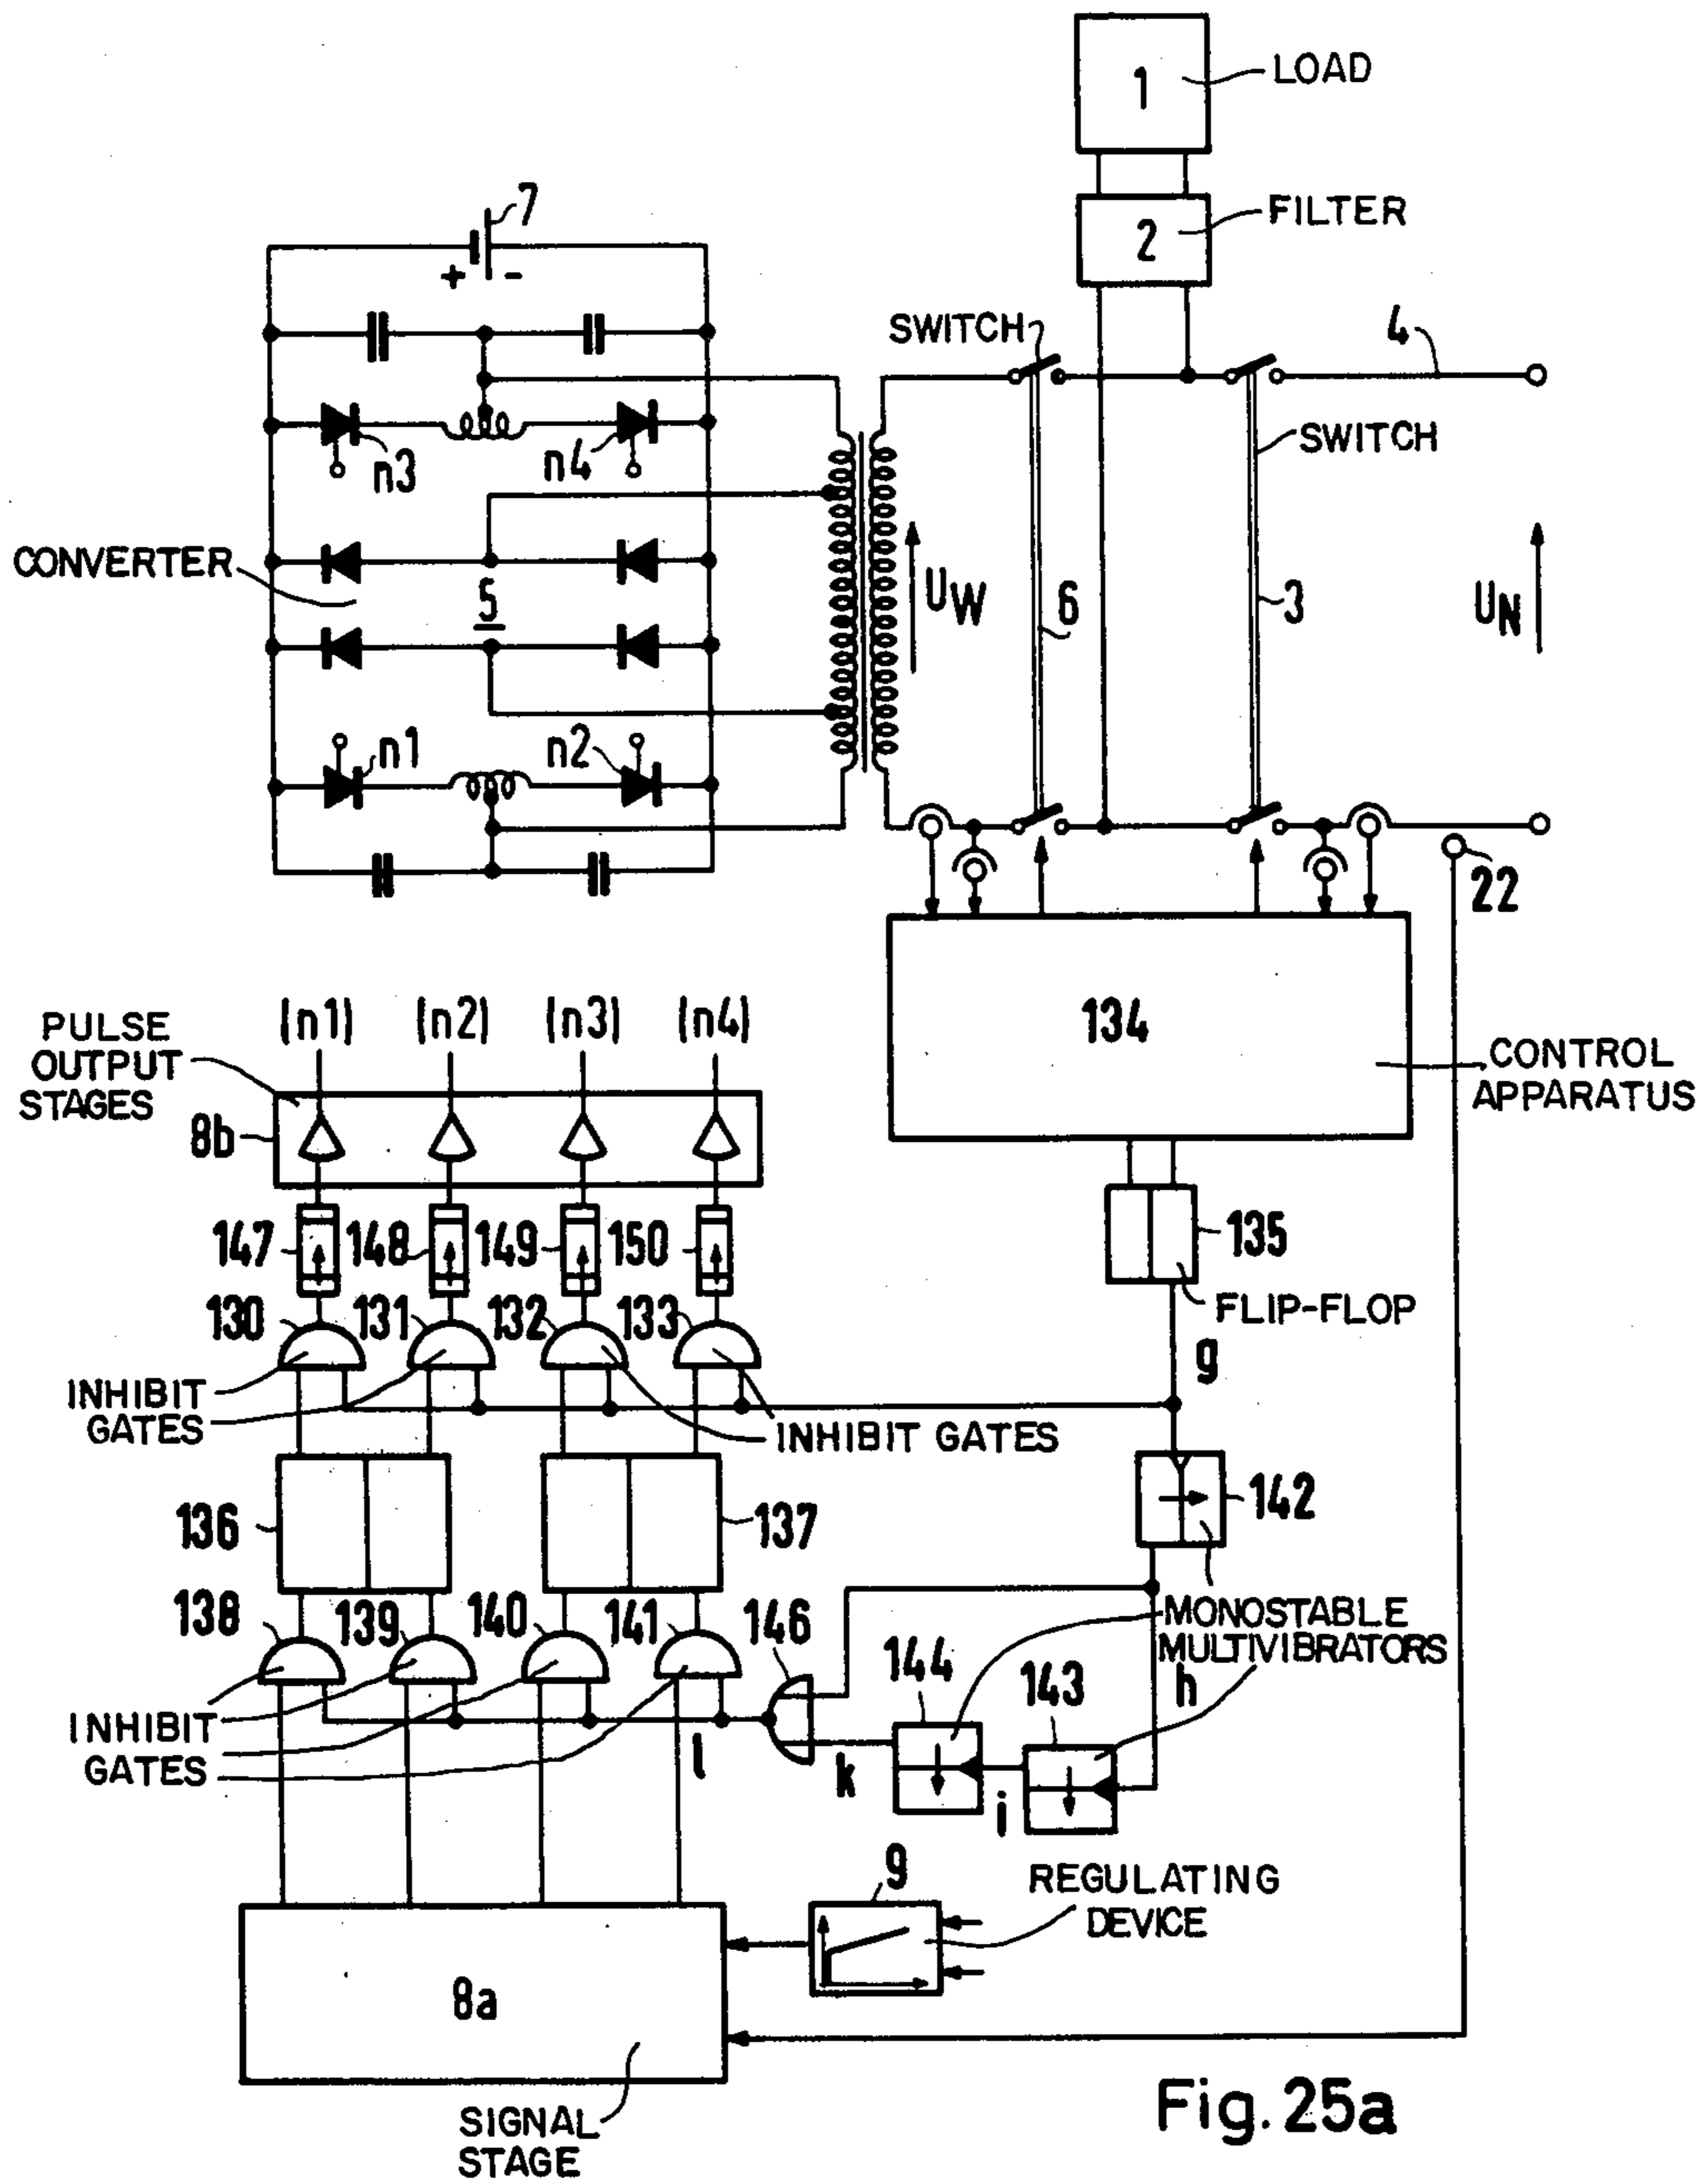 1
LOAD
2
FILTER
7
+ -
SWITCH
4
n3
n4
SWITCH
CONVERTER
5
UW
6
3
UN
n1
n2
22
134
CONTROL
APPARATUS
(n1) (n2) (n3) (n4)
PULSE
OUTPUT
STAGES
8b
147 148 149 150
135
FLIP-FLOP
130 131 132 133
g
INHIBIT
GATES
INHIBIT GATES
136
137
142
138 139 140 141 146
MONOSTABLE
MULTIVIBRATORS
144
143
h
INHIBIT
GATES
l
k
i
9
REGULATING
DEVICE
8a
SIGNAL
STAGE
Fig. 25a